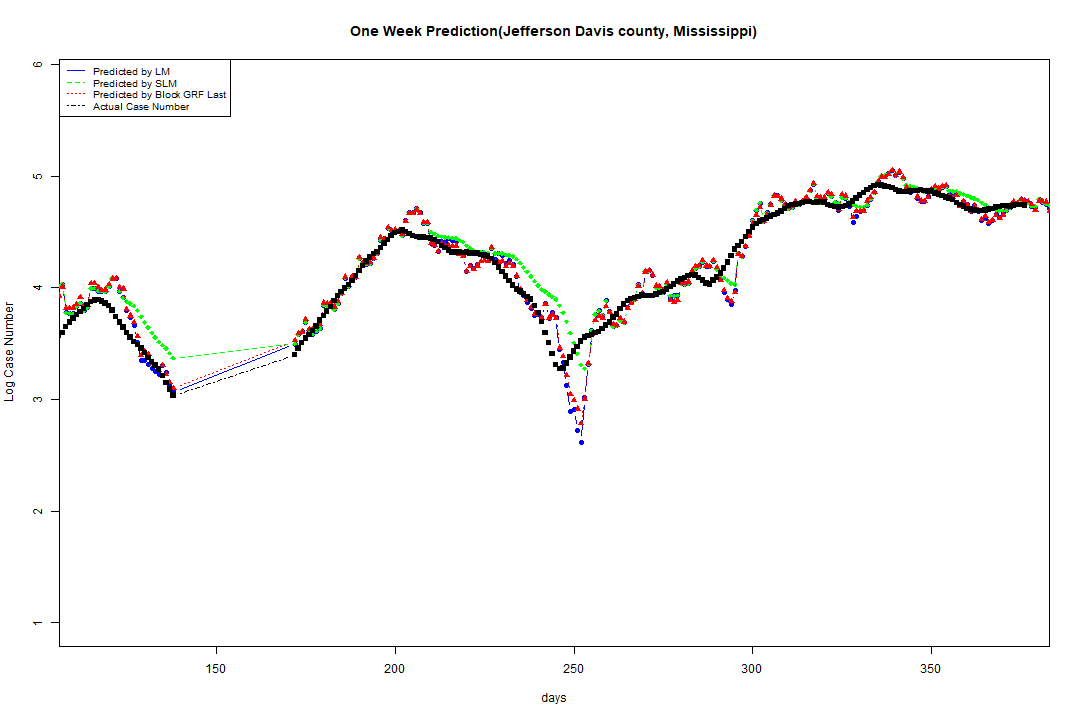 One Week Prediction(Jefferson Davis county, Mississippi)
Predicted by LM
Predicted by SLM
Predicted by Block GRF Last
Actual Case Number
6
5
4
3
2
1
Log Case Number
150 200 250 300 350
days